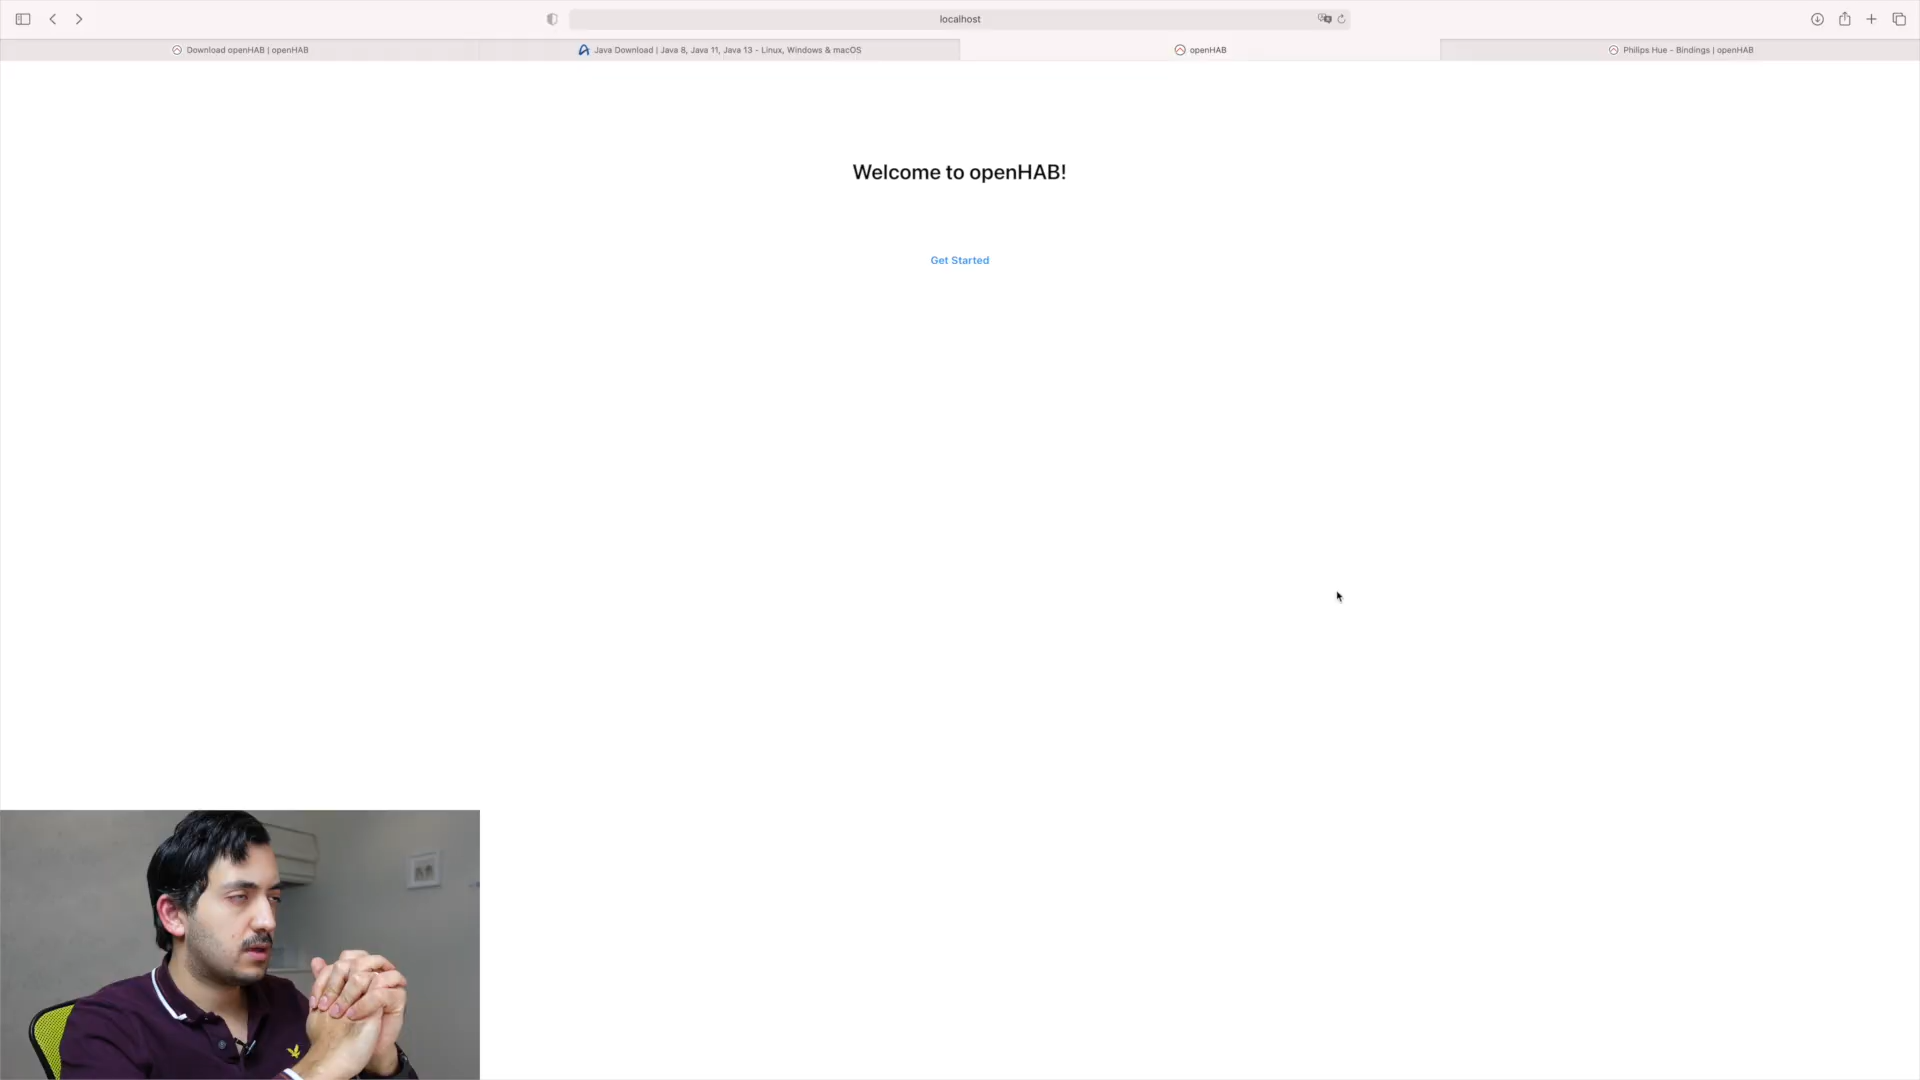 localhost
Download openHAB | openHAB
Java Download | Java 8, Java 11, Java 13 - Linux, Windows & macOS
openHAB
Philips Hue - Bindings | openHAB
Welcome to openHAB!
Get Started